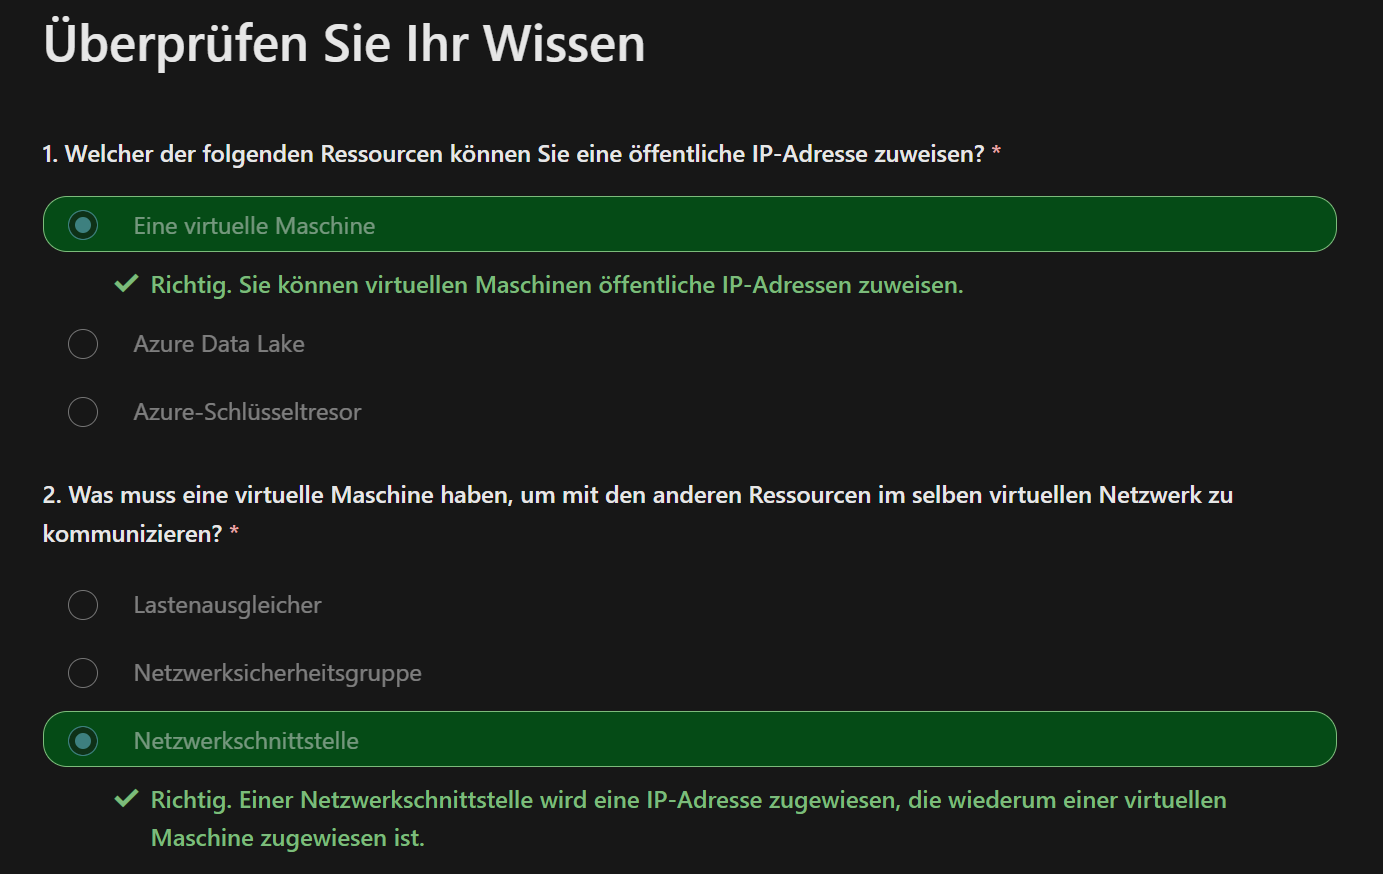 Überprüfen Sie Ihr Wissen
1. Welcher der folgenden Ressourcen können Sie eine öffentliche IP-Adresse zuweisen? *
Eine virtuelle Maschine
Richtig. Sie können virtuellen Maschinen öffentliche IP-Adressen zuweisen.
Azure Data Lake
Azure-Schlüsseltresor
2. Was muss eine virtuelle Maschine haben, um mit den anderen Ressourcen im selben virtuellen Netzwerk zu
kommunizieren? *
Lastenausgleicher
Netzwerksicherheitsgruppe
Netzwerkschnittstelle
Richtig. Einer Netzwerkschnittstelle wird eine IP-Adresse zugewiesen, die wiederum einer virtuellen
Maschine zugewiesen ist.